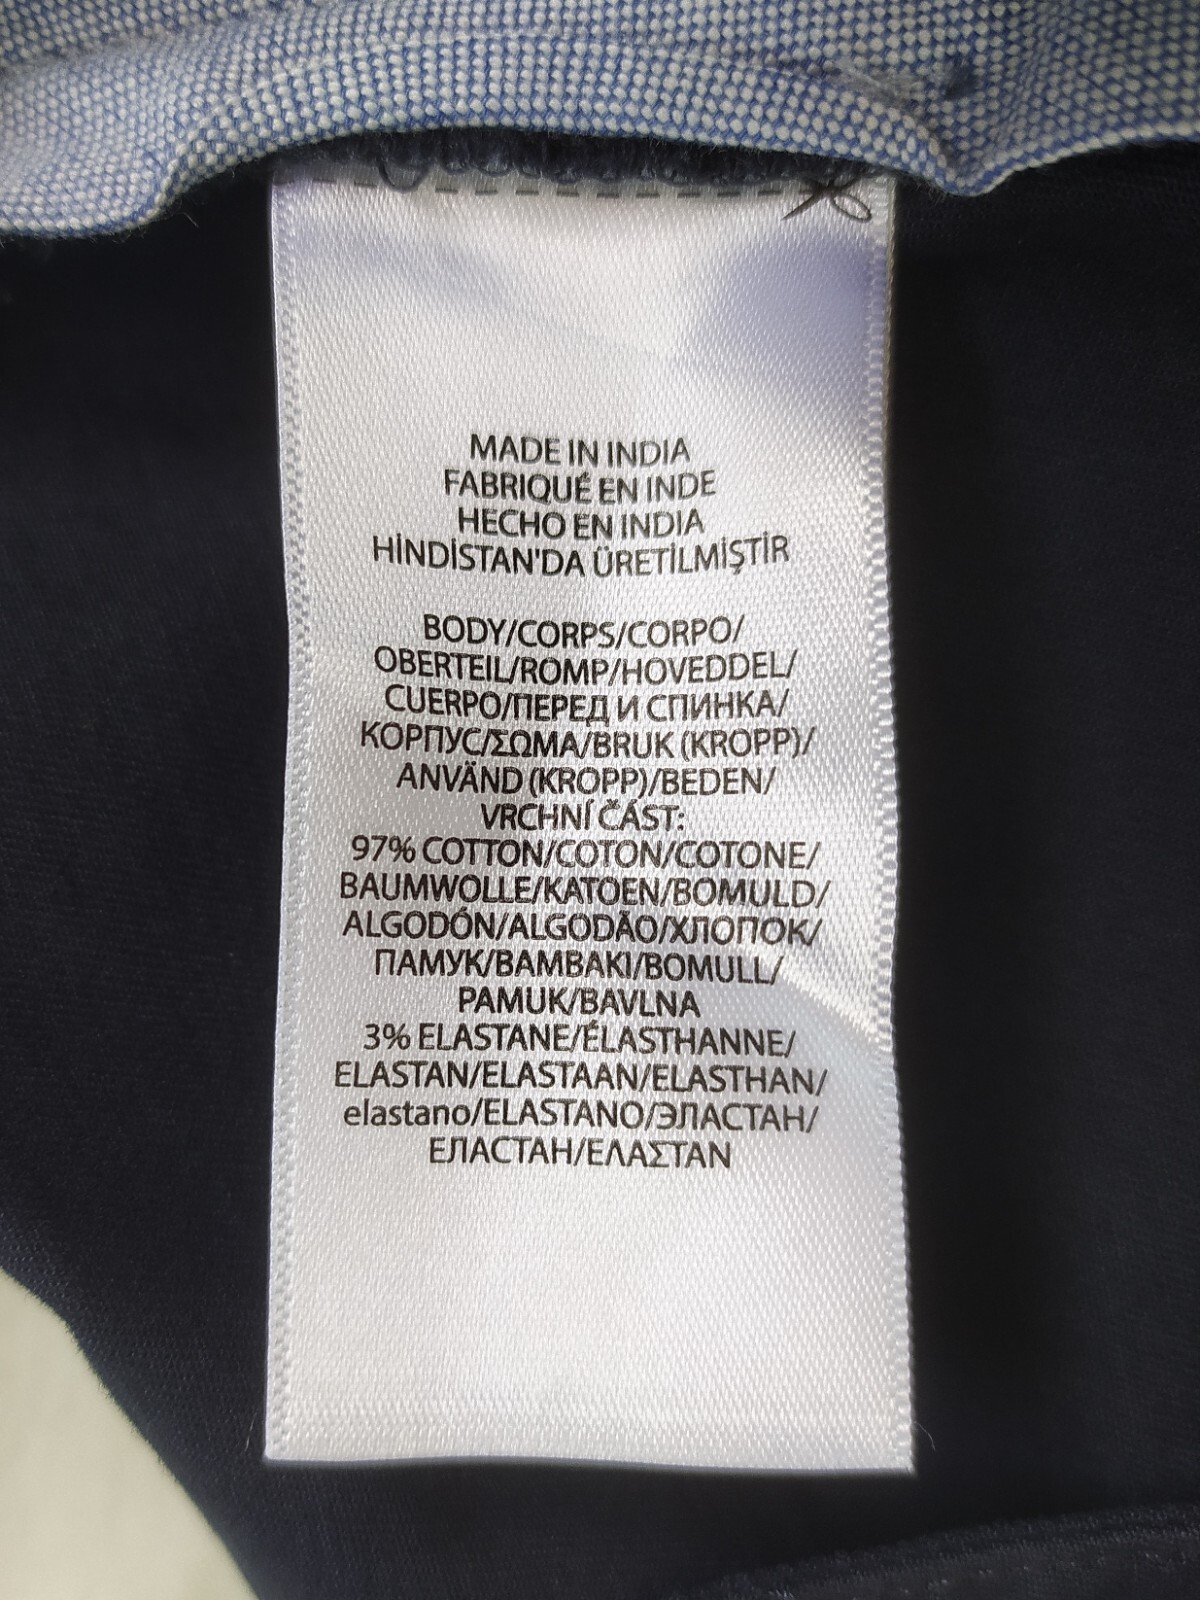 MADE IN INDIA
FABRIQUÉ EN INDE
HECHO EN INDIA
HİNDİSTAN'DA ÜRETİLMİŞTİR
BODY/CORPS/CORPO/
OBERTEIL/ROMP/HOVEDDEL/
CUERPO/ПЕРЕД И СПИНКА/
КОРПУС/ΣΩΜΑ/BRUK (KROPP)/
ANVÄND (KROPP)/BEDEN/
VRCHNÍ ČÁST:
97% COTTON/COTON/COTONE/
BAUMWOLLE/KATOEN/BOMULD/
ALGODÓN/ALGODÃO/ХЛОПОК/
ПАМУК/BAMBAKI/BOMULL/
PAMUK/BAVLNA
3% ELASTANE/ÉLASTHANNE/
ELASTAN/ELASTAAN/ELASTHAN/
elastano/ELASTANO/ЭЛАСТАН/
ЕЛАСТАН/ΕΛΑΣΤΑΝ